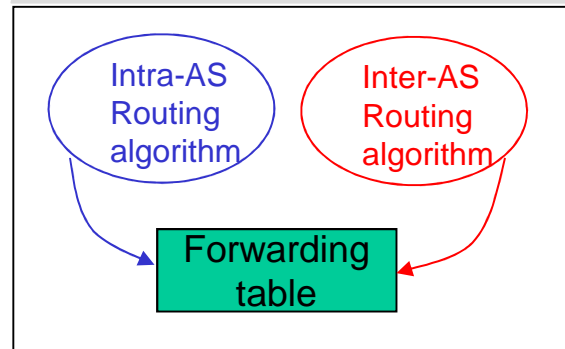 Intra-AS
Routing
algorithm
Inter-AS
Routing
algorithm
Forwarding
table